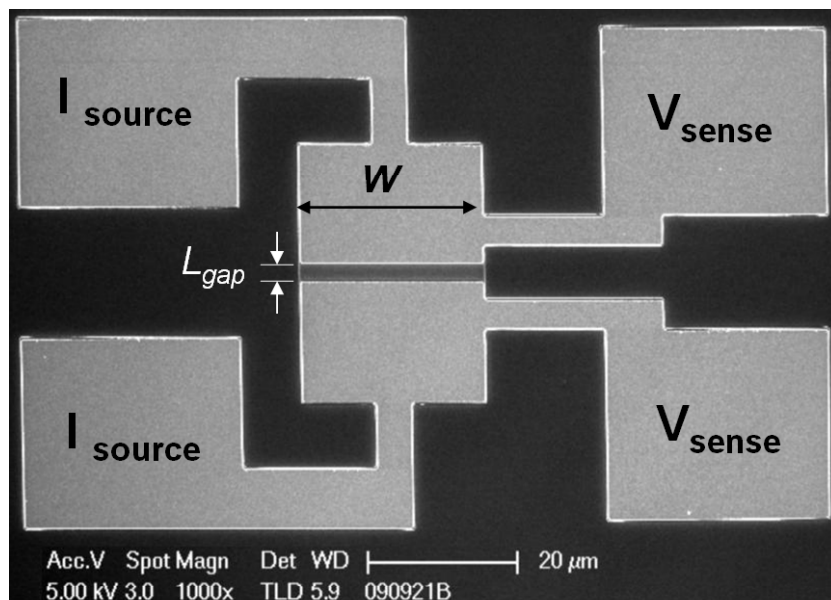 I source
V sense
W
L gap
I source
V sense
Acc.V Spot Magn Det WD 20 µm
5.00 kV 3.0 1000x TLD 5.9 090921B